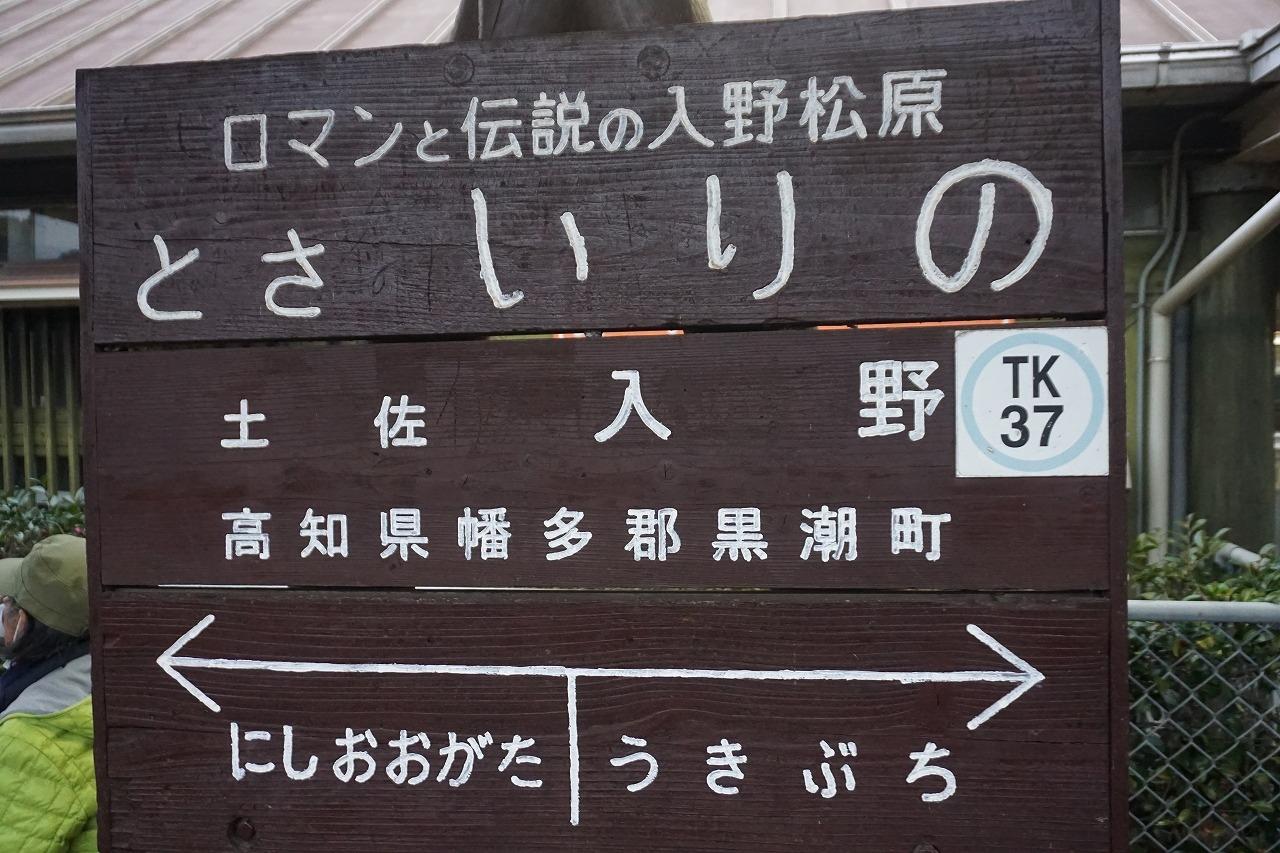 ロマンと伝説の入野松原
とさいりの
土佐入野
TK
37
高知県幡多郡黒潮町
にしおおがた
うきぶち